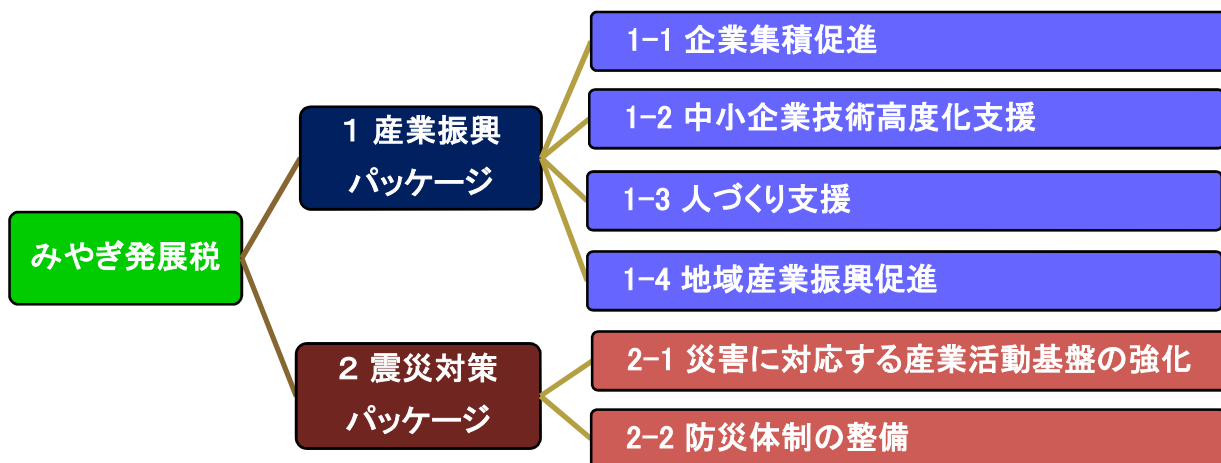 みやぎ発展税
1 産業振興
パッケージ
1-1 企業集積促進
1-2 中小企業技術高度化支援
1-3 人づくり支援
1-4 地域産業振興促進
2 震災対策
パッケージ
2-1 災害に対応する産業活動基盤の強化
2-2 防災体制の整備